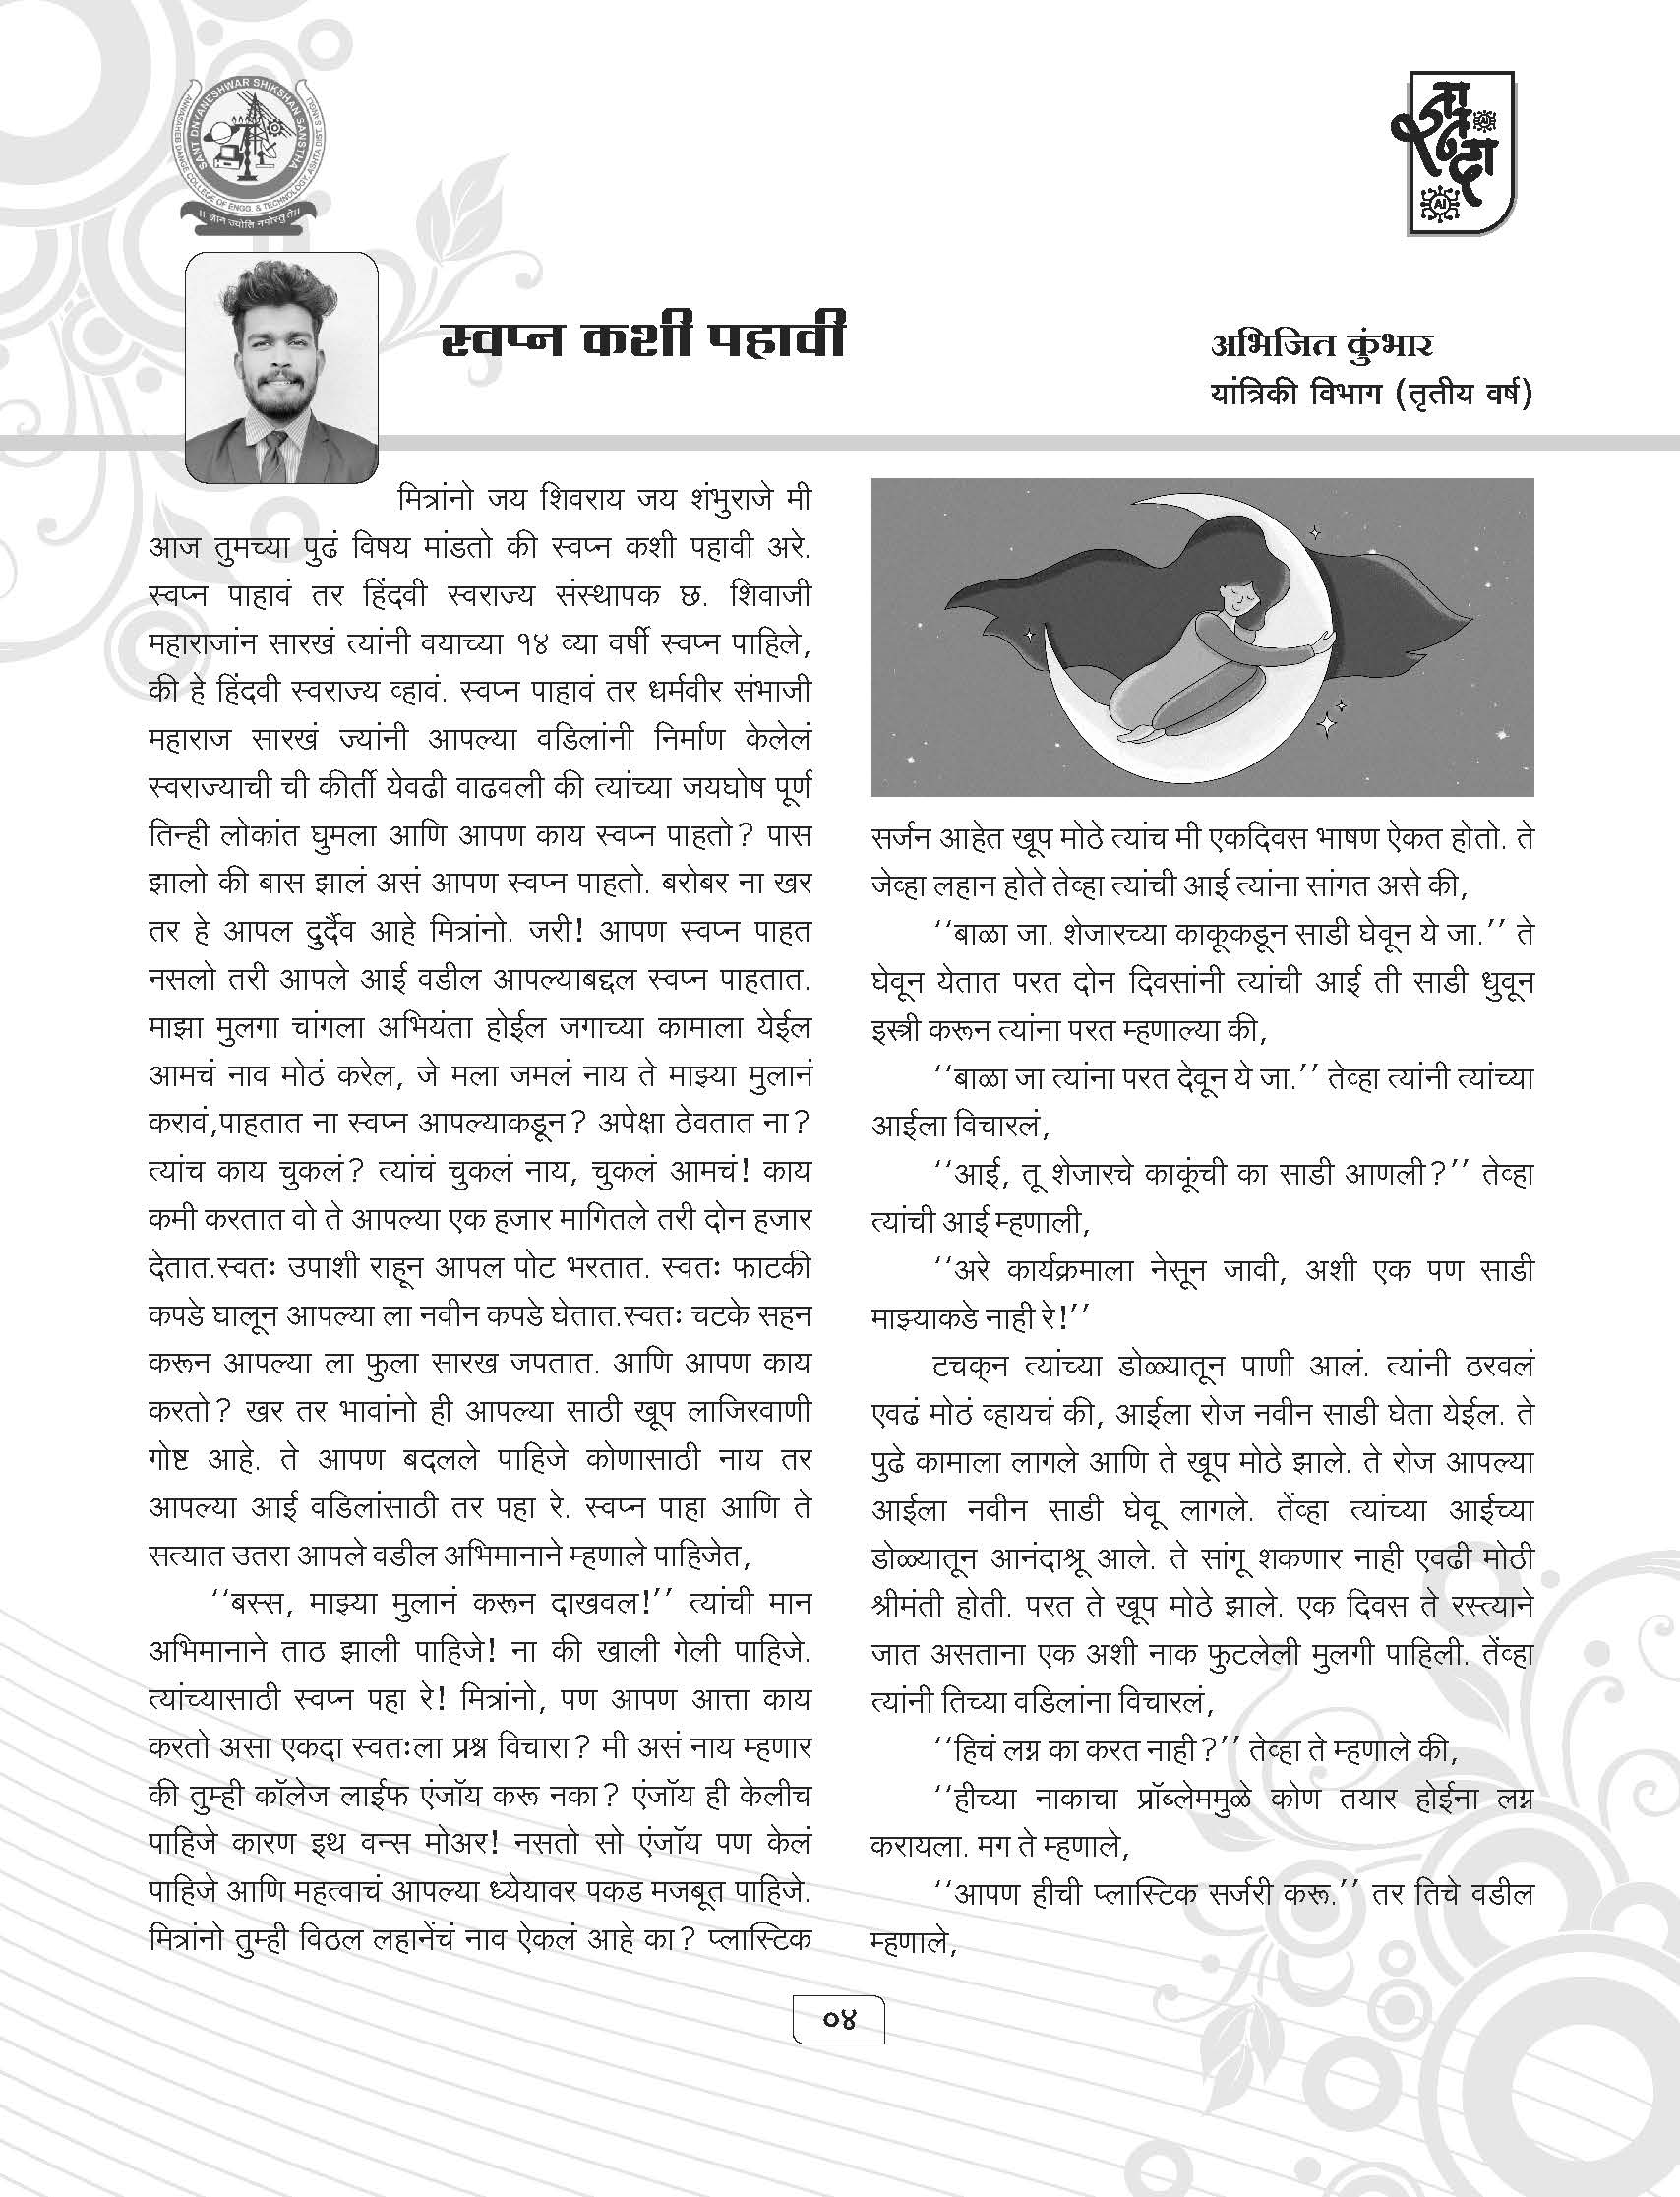 SANT DNYANESHWAR SHIKSHAN SANSTHA
ANNASAHEB DANGE COLLEGE OF ENGG. & TECHNOLOGY, ASHTA DIST. SANGLI
AI
AI
स्वप्न कशी पहावी
अभिजित कुंभार
यांत्रिकी विभाग (तृतीय वर्ष)
मित्रांनो जय शिवराय जय शंभुराजे मी
आज तुमच्या पुढं विषय मांडतो की स्वप्न कशी पहावी अरे.
स्वप्न पाहावं तर हिंदवी स्वराज्य संस्थापक छ. शिवाजी
महाराजांन सारखं त्यांनी वयाच्या १४ व्या वर्षी स्वप्न पाहिले,
की हे हिंदवी स्वराज्य व्हावं. स्वप्न पाहावं तर धर्मवीर संभाजी
महाराज सारखं ज्यांनी आपल्या वडिलांनी निर्माण केलेलं
स्वराज्याची ची कीर्ती येवढी वाढवली की त्यांच्या जयघोष पूर्ण
तिन्ही लोकांत घुमला आणि आपण काय स्वप्न पाहतो? पास
झालो की बास झालं असं आपण स्वप्न पाहतो. बरोबर ना खर
तर हे आपल दुर्दैव आहे मित्रांनो. जरी! आपण स्वप्न पाहत
नसलो तरी आपले आई वडील आपल्याबद्दल स्वप्न पाहतात.
माझा मुलगा चांगला अभियंता होईल जगाच्या कामाला येईल
आमचं नाव मोठं करेल, जे मला जमलं नाय ते माझ्या मुलानं
करावं,पाहतात ना स्वप्न आपल्याकडून? अपेक्षा ठेवतात ना?
त्यांच काय चुकलं? त्यांचं चुकलं नाय, चुकलं आमचं! काय
कमी करतात वो ते आपल्या एक हजार मागितले तरी दोन हजार
देतात.स्वतः उपाशी राहून आपल पोट भरतात. स्वतः फाटकी
कपडे घालून आपल्या ला नवीन कपडे घेतात.स्वतः चटके सहन
करून आपल्या ला फुला सारख जपतात. आणि आपण काय
करतो? खर तर भावांनो ही आपल्या साठी खूप लाजिरवाणी
गोष्ट आहे. ते आपण बदलले पाहिजे कोणासाठी नाय तर
आपल्या आई वडिलांसाठी तर पहा रे. स्वप्न पाहा आणि ते
सत्यात उतरा आपले वडील अभिमानाने म्हणाले पाहिजेत,
‘‘बस्स, माझ्या मुलानं करून दाखवल!’’ त्यांची मान
अभिमानाने ताठ झाली पाहिजे! ना की खाली गेली पाहिजे.
त्यांच्यासाठी स्वप्न पहा रे! मित्रांनो, पण आपण आत्ता काय
करतो असा एकदा स्वतःला प्रश्न विचारा? मी असं नाय म्हणार
की तुम्ही कॉलेज लाईफ एंजॉय करू नका? एंजॉय ही केलीच
पाहिजे कारण इथ वन्स मोअर! नसतो सो एंजॉय पण केलं
पाहिजे आणि महत्वाचं आपल्या ध्येयावर पकड मजबूत पाहिजे.
मित्रांनो तुम्ही विठल लहानेंचं नाव ऐकलं आहे का? प्लास्टिक
सर्जन आहेत खूप मोठे त्यांच मी एकदिवस भाषण ऐकत होतो. ते
जेव्हा लहान होते तेव्हा त्यांची आई त्यांना सांगत असे की,
‘‘बाळा जा. शेजारच्या काकूकडून साडी घेवून ये जा.’’ ते
घेवून येतात परत दोन दिवसांनी त्यांची आई ती साडी धुवून
इस्त्री करून त्यांना परत म्हणाल्या की,
‘‘बाळा जा त्यांना परत देवून ये जा.’’ तेव्हा त्यांनी त्यांच्या
आईला विचारलं,
‘‘आई, तू शेजारचे काकूंची का साडी आणली?’’ तेव्हा
त्यांची आई म्हणाली,
‘‘अरे कार्यक्रमाला नेसून जावी, अशी एक पण साडी
माझ्याकडे नाही रे!’’
टचक्‌न त्यांच्या डोळ्यातून पाणी आलं. त्यांनी ठरवलं
एवढं मोठं व्हायचं की, आईला रोज नवीन साडी घेता येईल. ते
पुढे कामाला लागले आणि ते खूप मोठे झाले. ते रोज आपल्या
आईला नवीन साडी घेवू लागले. तेंव्हा त्यांच्या आईच्या
डोळ्यातून आनंदाश्रू आले. ते सांगू शकणार नाही एवढी मोठी
श्रीमंती होती. परत ते खूप मोठे झाले. एक दिवस ते रस्त्याने
जात असताना एक अशी नाक फुटलेली मुलगी पाहिली. तेंव्हा
त्यांनी तिच्या वडिलांना विचारलं,
‘‘हिचं लग्न का करत नाही?’’ तेव्हा ते म्हणाले की,
‘‘हीच्या नाकाचा प्रॉब्लेममुळे कोण तयार होईना लग्न
करायला. मग ते म्हणाले,
‘‘आपण हीची प्लास्टिक सर्जरी करू.’’ तर तिचे वडील
म्हणाले,
०४